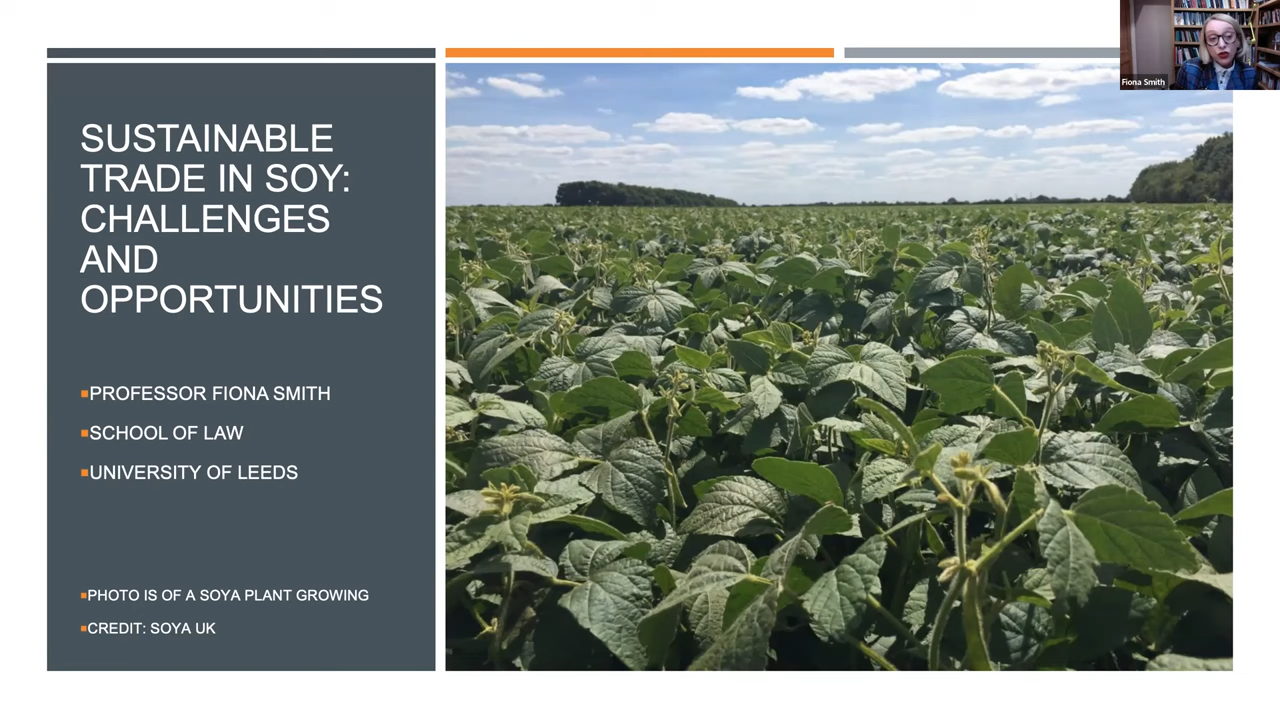 SUSTAINABLE
TRADE IN SOY:
CHALLENGES
AND
OPPORTUNITIES
PROFESSOR FIONA SMITH
SCHOOL OF LAW
UNIVERSITY OF LEEDS
PHOTO IS OF A SOYA PLANT GROWING
CREDIT: SOYA UK
Fiona Smith